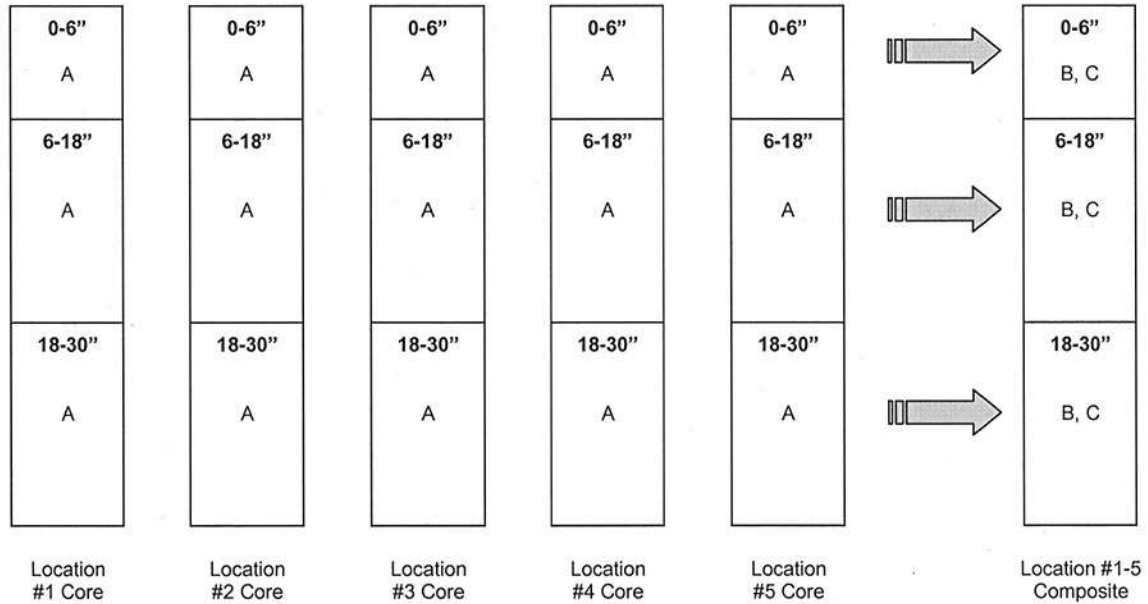 0-6” 0-6” 0-6” 0-6” 0-6” 0-6”
A A A A A B, C
6-18” 6-18” 6-18” 6-18” 6-18” 6-18”
A A A A A B, C
18-30” 18-30” 18-30” 18-30” 18-30” 18-30”
A A A A A B, C
Location Location Location Location Location Location #1-5
#1 Core #2 Core #3 Core #4 Core #5 Core Composite